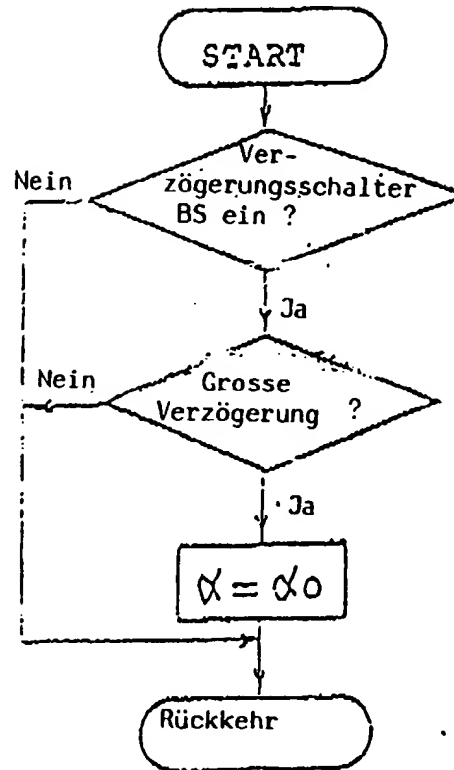 START
Ver-
Nein
zögerungsschalter
BS ein ?
Ja
Nein
Grosse
Verzögerung ?
Ja
α = α0
Rückkehr